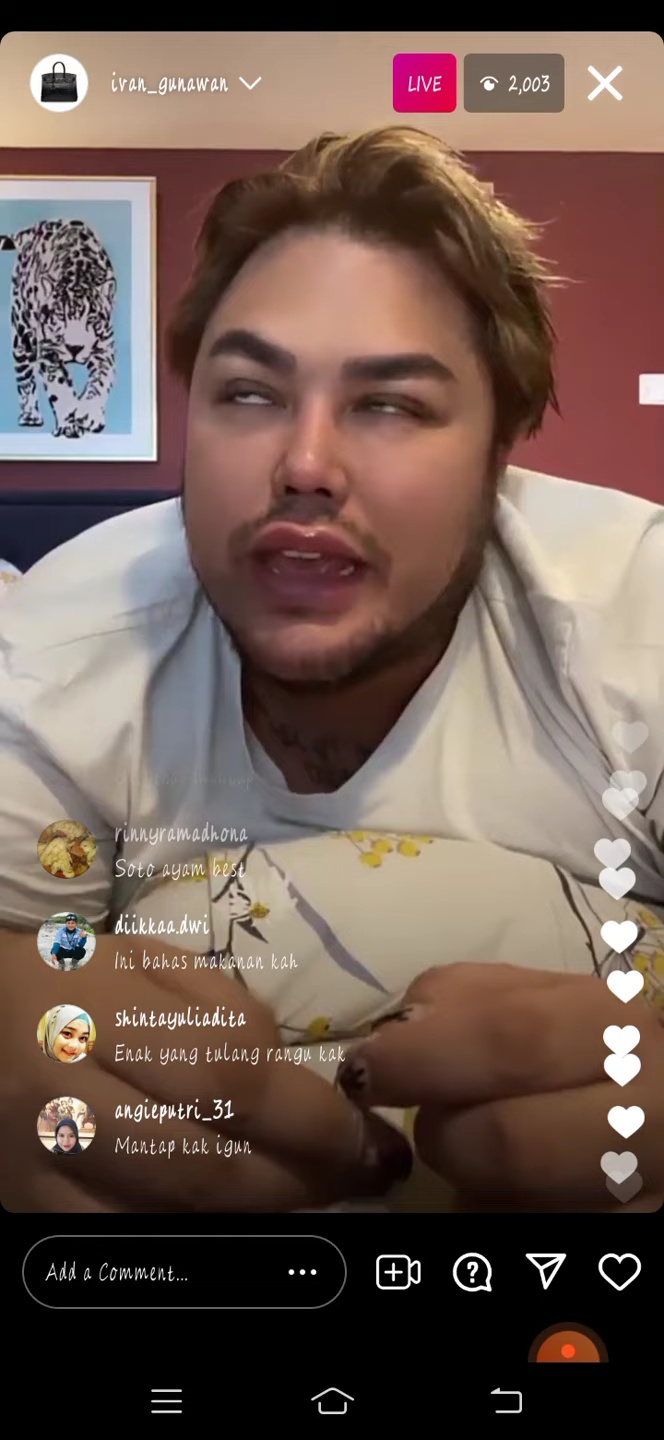 ivan_gunawan
LIVE
2,003
rinnyramadhona
Soto ayam best
diikkaa.dwi
Ini bahas makanan kah
shintayuliadita
Enak yang tulang rangu kak
angieputri_31
Mantap kak igun
Add a Comment...